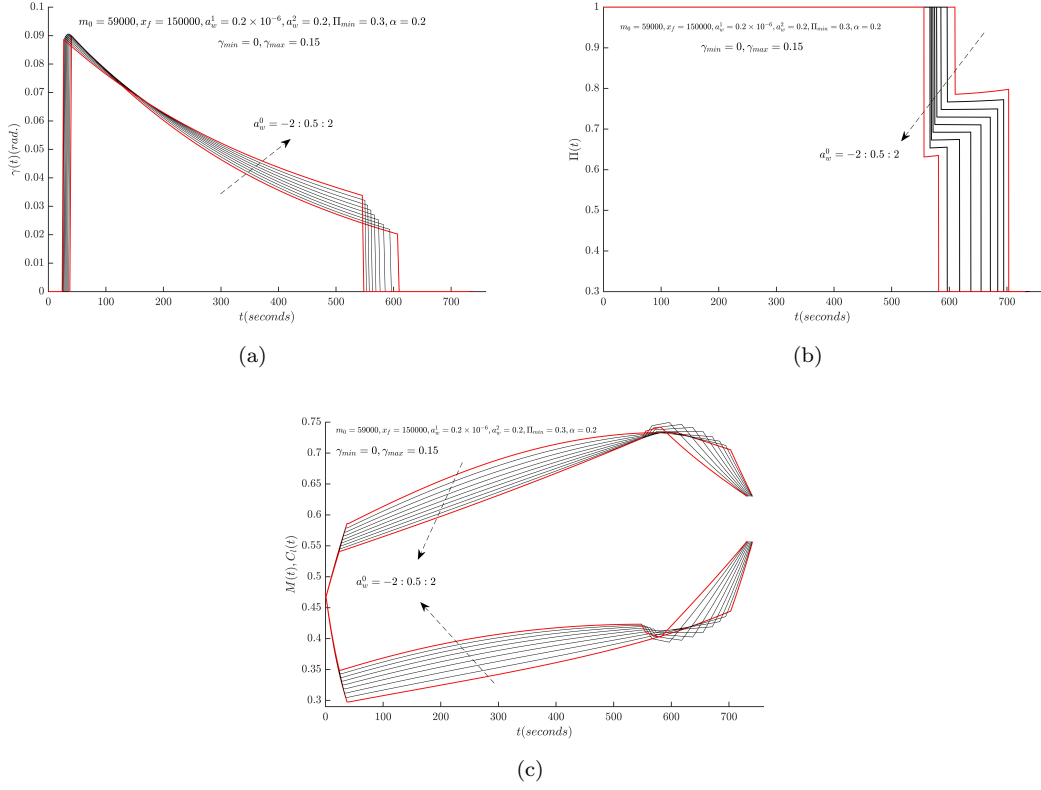 m_0 = 59000, x_f = 150000, a_w^1 = 0.2 × 10^{-6}, a_w^2 = 0.2, Π_{min} = 0.3, α = 0.2
γ_{min} = 0, γ_{max} = 0.15
a_w^0 = −2 : 0.5 : 2
γ(t)(rad.)
0.1
0.09
0.08
0.07
0.06
0.05
0.04
0.03
0.02
0.01
0
0 100 200 300 400 500 600 700
t(seconds)
(a)
m_0 = 59000, x_f = 150000, a_w^1 = 0.2 × 10^{-6}, a_w^2 = 0.2, Π_{min} = 0.3, α = 0.2
γ_{min} = 0, γ_{max} = 0.15
a_w^0 = −2 : 0.5 : 2
Π(t)
1
0.9
0.8
0.7
0.6
0.5
0.4
0.3
0 100 200 300 400 500 600 700
t(seconds)
(b)
m_0 = 59000, x_f = 150000, a_w^1 = 0.2 × 10^{-6}, a_w^2 = 0.2, Π_{min} = 0.3, α = 0.2
γ_{min} = 0, γ_{max} = 0.15
a_w^0 = −2 : 0.5 : 2
M(t), C_l(t)
0.75
0.7
0.65
0.6
0.55
0.5
0.45
0.4
0.35
0.3
0 100 200 300 400 500 600 700
t(seconds)
(c)